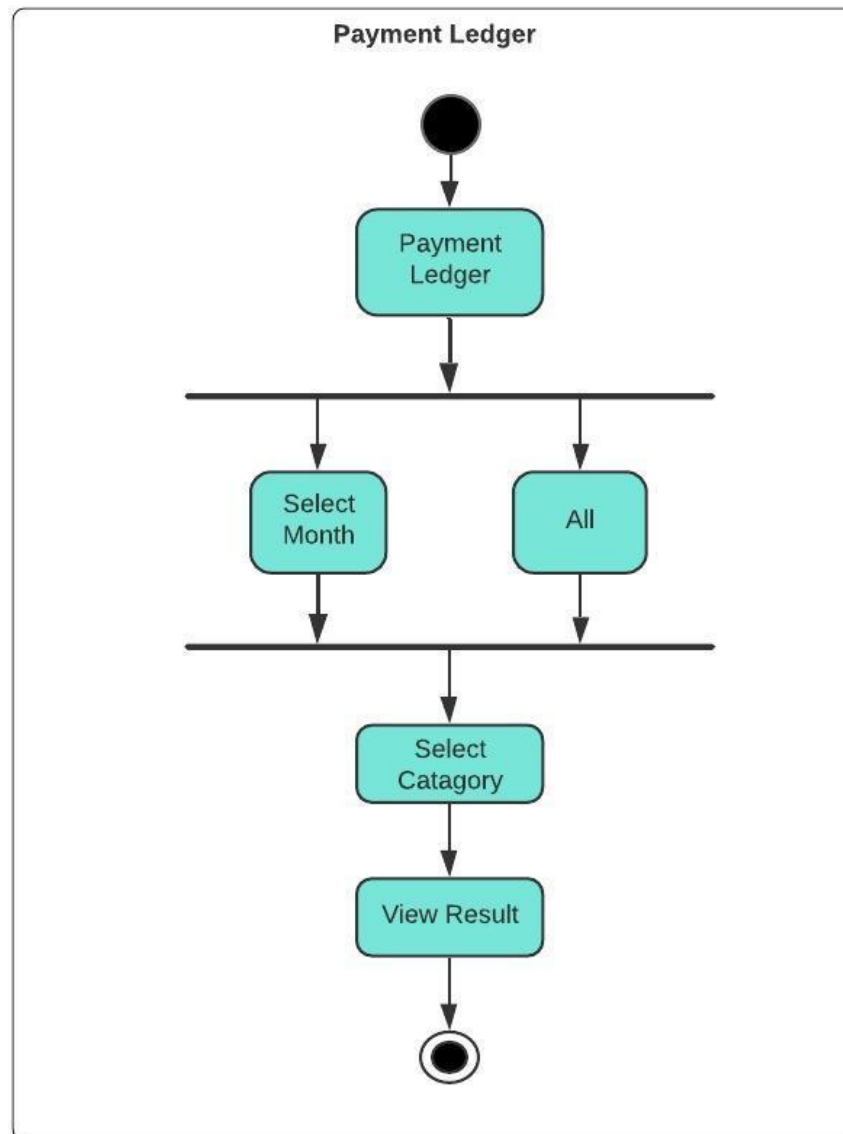 Payment Ledger
Payment
Ledger
Select
Month
All
Select
Catagory
View Result